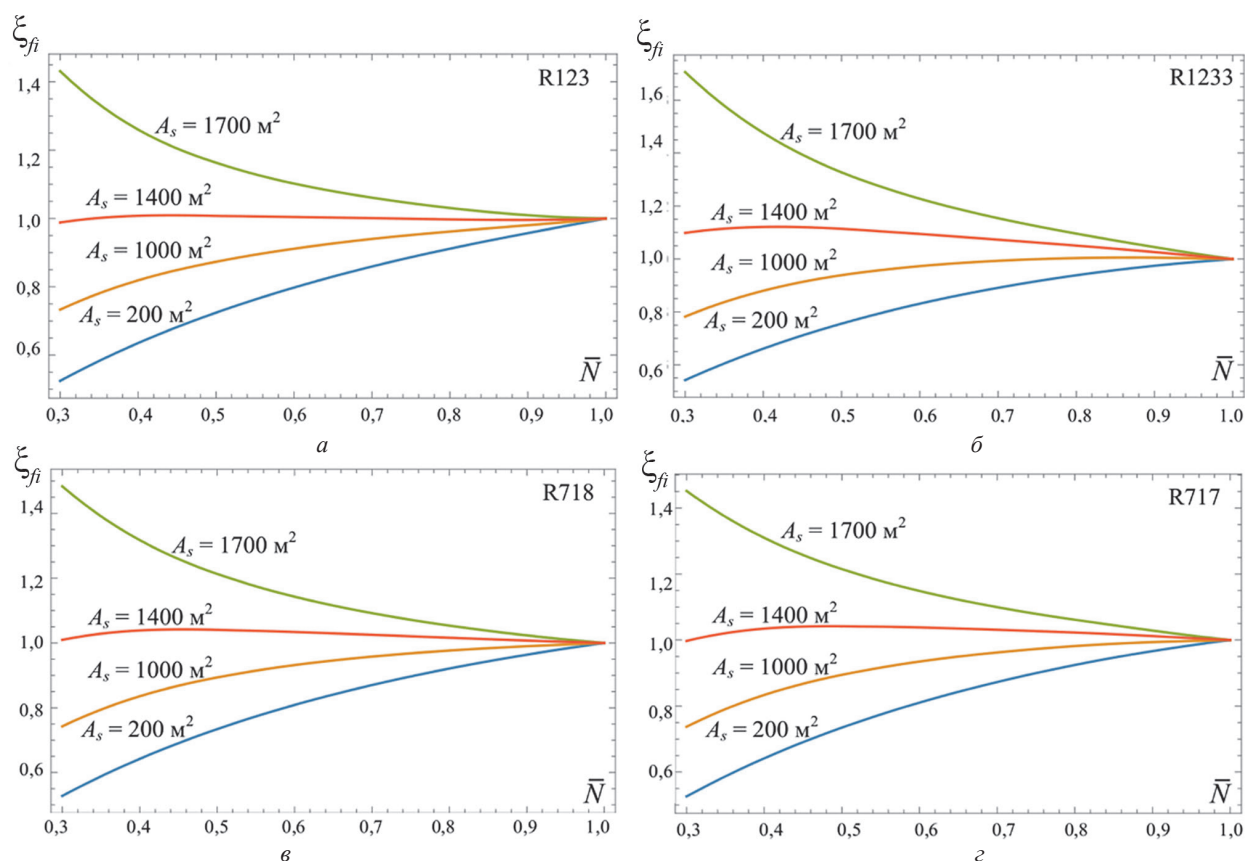 ξfi
R123
1,4
Aₛ = 1700 м²
1,2
Aₛ = 1400 м²
1,0
Aₛ = 1000 м²
0,8
Aₛ = 200 м²
0,6
N̅
0,3 0,4 0,5 0,6 0,7 0,8 0,9 1,0
а
ξfi
R1233
1,6
Aₛ = 1700 м²
1,4
1,2
Aₛ = 1400 м²
1,0
Aₛ = 1000 м²
0,8
Aₛ = 200 м²
0,6
N̅
0,3 0,4 0,5 0,6 0,7 0,8 0,9 1,0
б
ξfi
R718
1,4
Aₛ = 1700 м²
1,2
Aₛ = 1400 м²
1,0
Aₛ = 1000 м²
0,8
Aₛ = 200 м²
0,6
N̅
0,3 0,4 0,5 0,6 0,7 0,8 0,9 1,0
в
ξfi
R717
1,4
Aₛ = 1700 м²
1,2
Aₛ = 1400 м²
1,0
Aₛ = 1000 м²
0,8
Aₛ = 200 м²
0,6
N̅
0,3 0,4 0,5 0,6 0,7 0,8 0,9 1,0
г